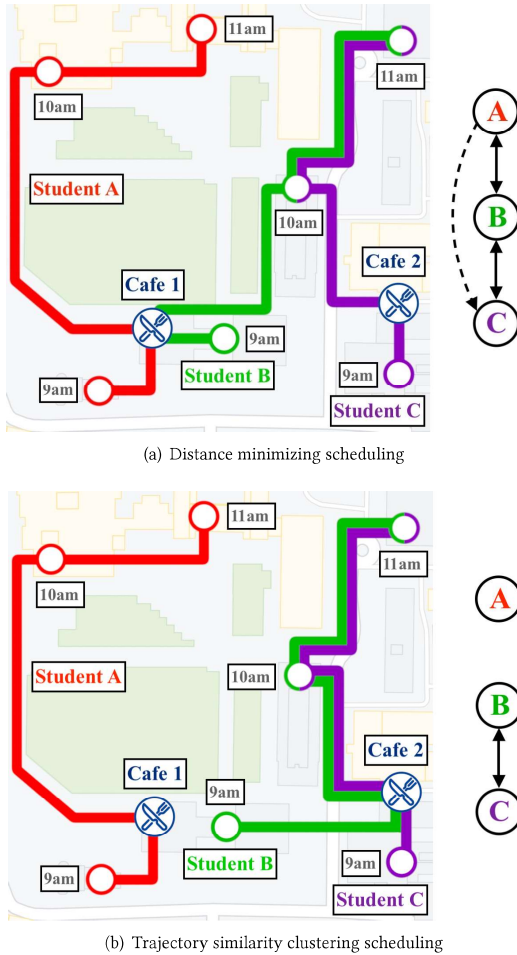 11am
10am
11am
A
Student A
10am
B
Cafe 1
Cafe 2
9am
C
Student B
9am
9am
Student C
(a) Distance minimizing scheduling
11am
10am
11am
A
Student A
10am
B
Cafe 1
Cafe 2
9am
C
Student B
9am
9am
Student C
(b) Trajectory similarity clustering scheduling